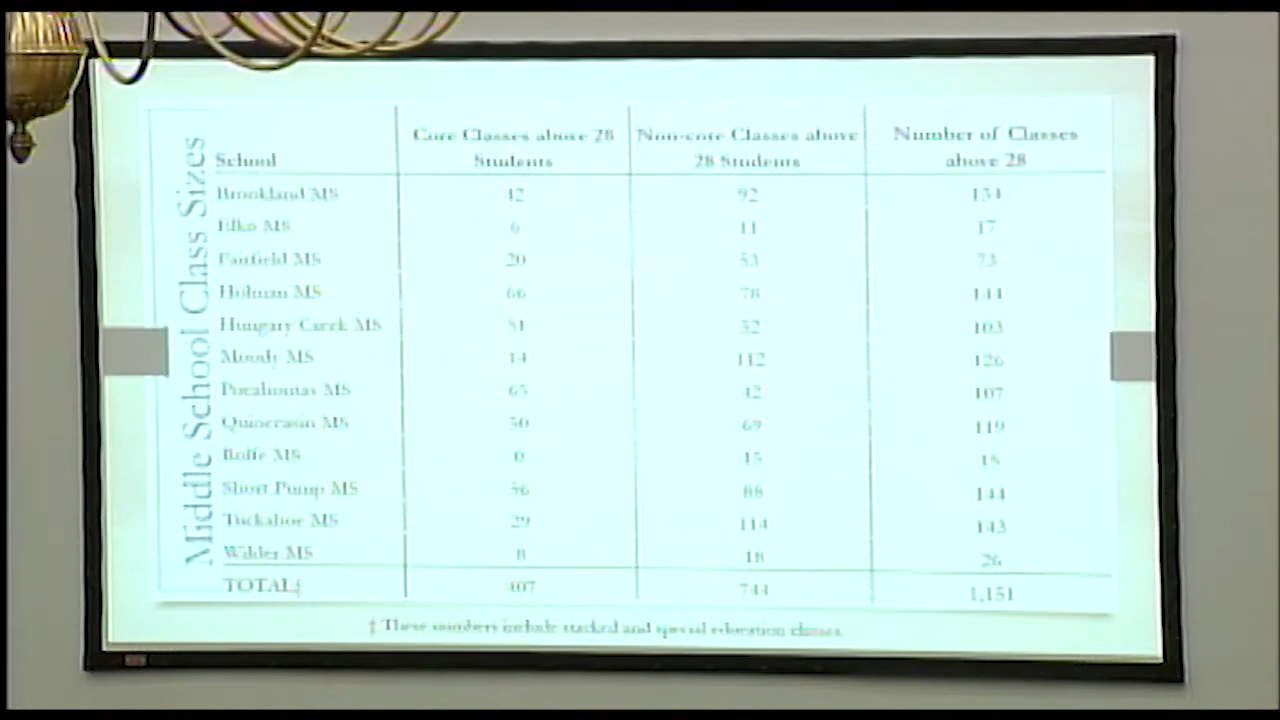 Middle School Class Sizes
School Core Classes above 28 Students Non-core Classes above 28 Students Number of Classes above 28
Brookland MS 42 92 134
Elko MS 6 11 17
Fairfield MS 20 53 73
Holman MS 66 78 144
Hungary Creek MS 51 52 103
Moody MS 14 112 126
Pocahontas MS 65 42 107
Quioccasin MS 50 69 119
Rolfe MS 0 15 15
Short Pump MS 56 88 144
Tuckahoe MS 29 114 143
Wilder MS 8 18 26
TOTAL‡ 407 744 1,151
‡ These numbers include stacked and special education classes.